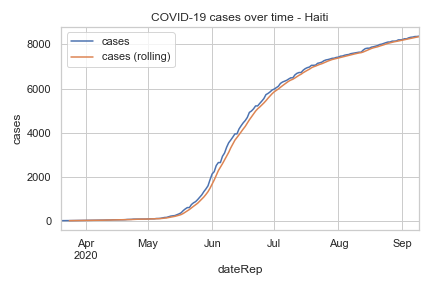 COVID-19 cases over time - Haiti
cases
cases (rolling)
8000
6000
4000
2000
0
cases
Apr
2020
May
Jun
Jul
Aug
Sep
dateRep